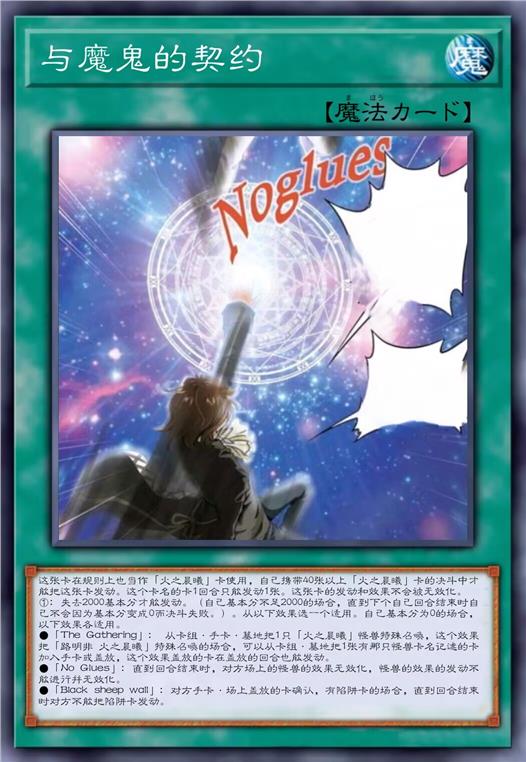 与魔鬼的契约
魔
【魔法カード】
ま ほう
Noglues
这张卡在规则上也当作「火之晨曦」卡使用，自己携带40张以上「火之晨曦」卡的决斗中才
能把这张卡发动。这个卡名的卡1回合只能发动1张。这张卡的发动和效果不会被无效化。
①：失去2000基本分才能发动。（自己基本分不足2000的场合，直到下个自己回合结束时自
己不会因为基本分变成0而决斗失败。）。从以下效果选一个适用。自己基本分为0的场合，
以下效果各适用。
●「The Gathering」：从卡组·手卡·墓地把1只「火之晨曦」怪兽特殊召唤，这个效果
把「路明非 火之晨曦」特殊召唤的场合，可以从卡组·墓地把1张有那只怪兽卡名记述的卡
加入手卡或盖放，这个效果盖放的卡在盖放的回合也能发动。
●「No Glues」：直到回合结束时，对方场上的怪兽的效果无效化，怪兽的效果的发动不
能进行并无效化。
●「Black sheep wall」：对方手卡·场上盖放的卡确认，有陷阱卡的场合，直到回合结束
时对方不能把陷阱卡发动。